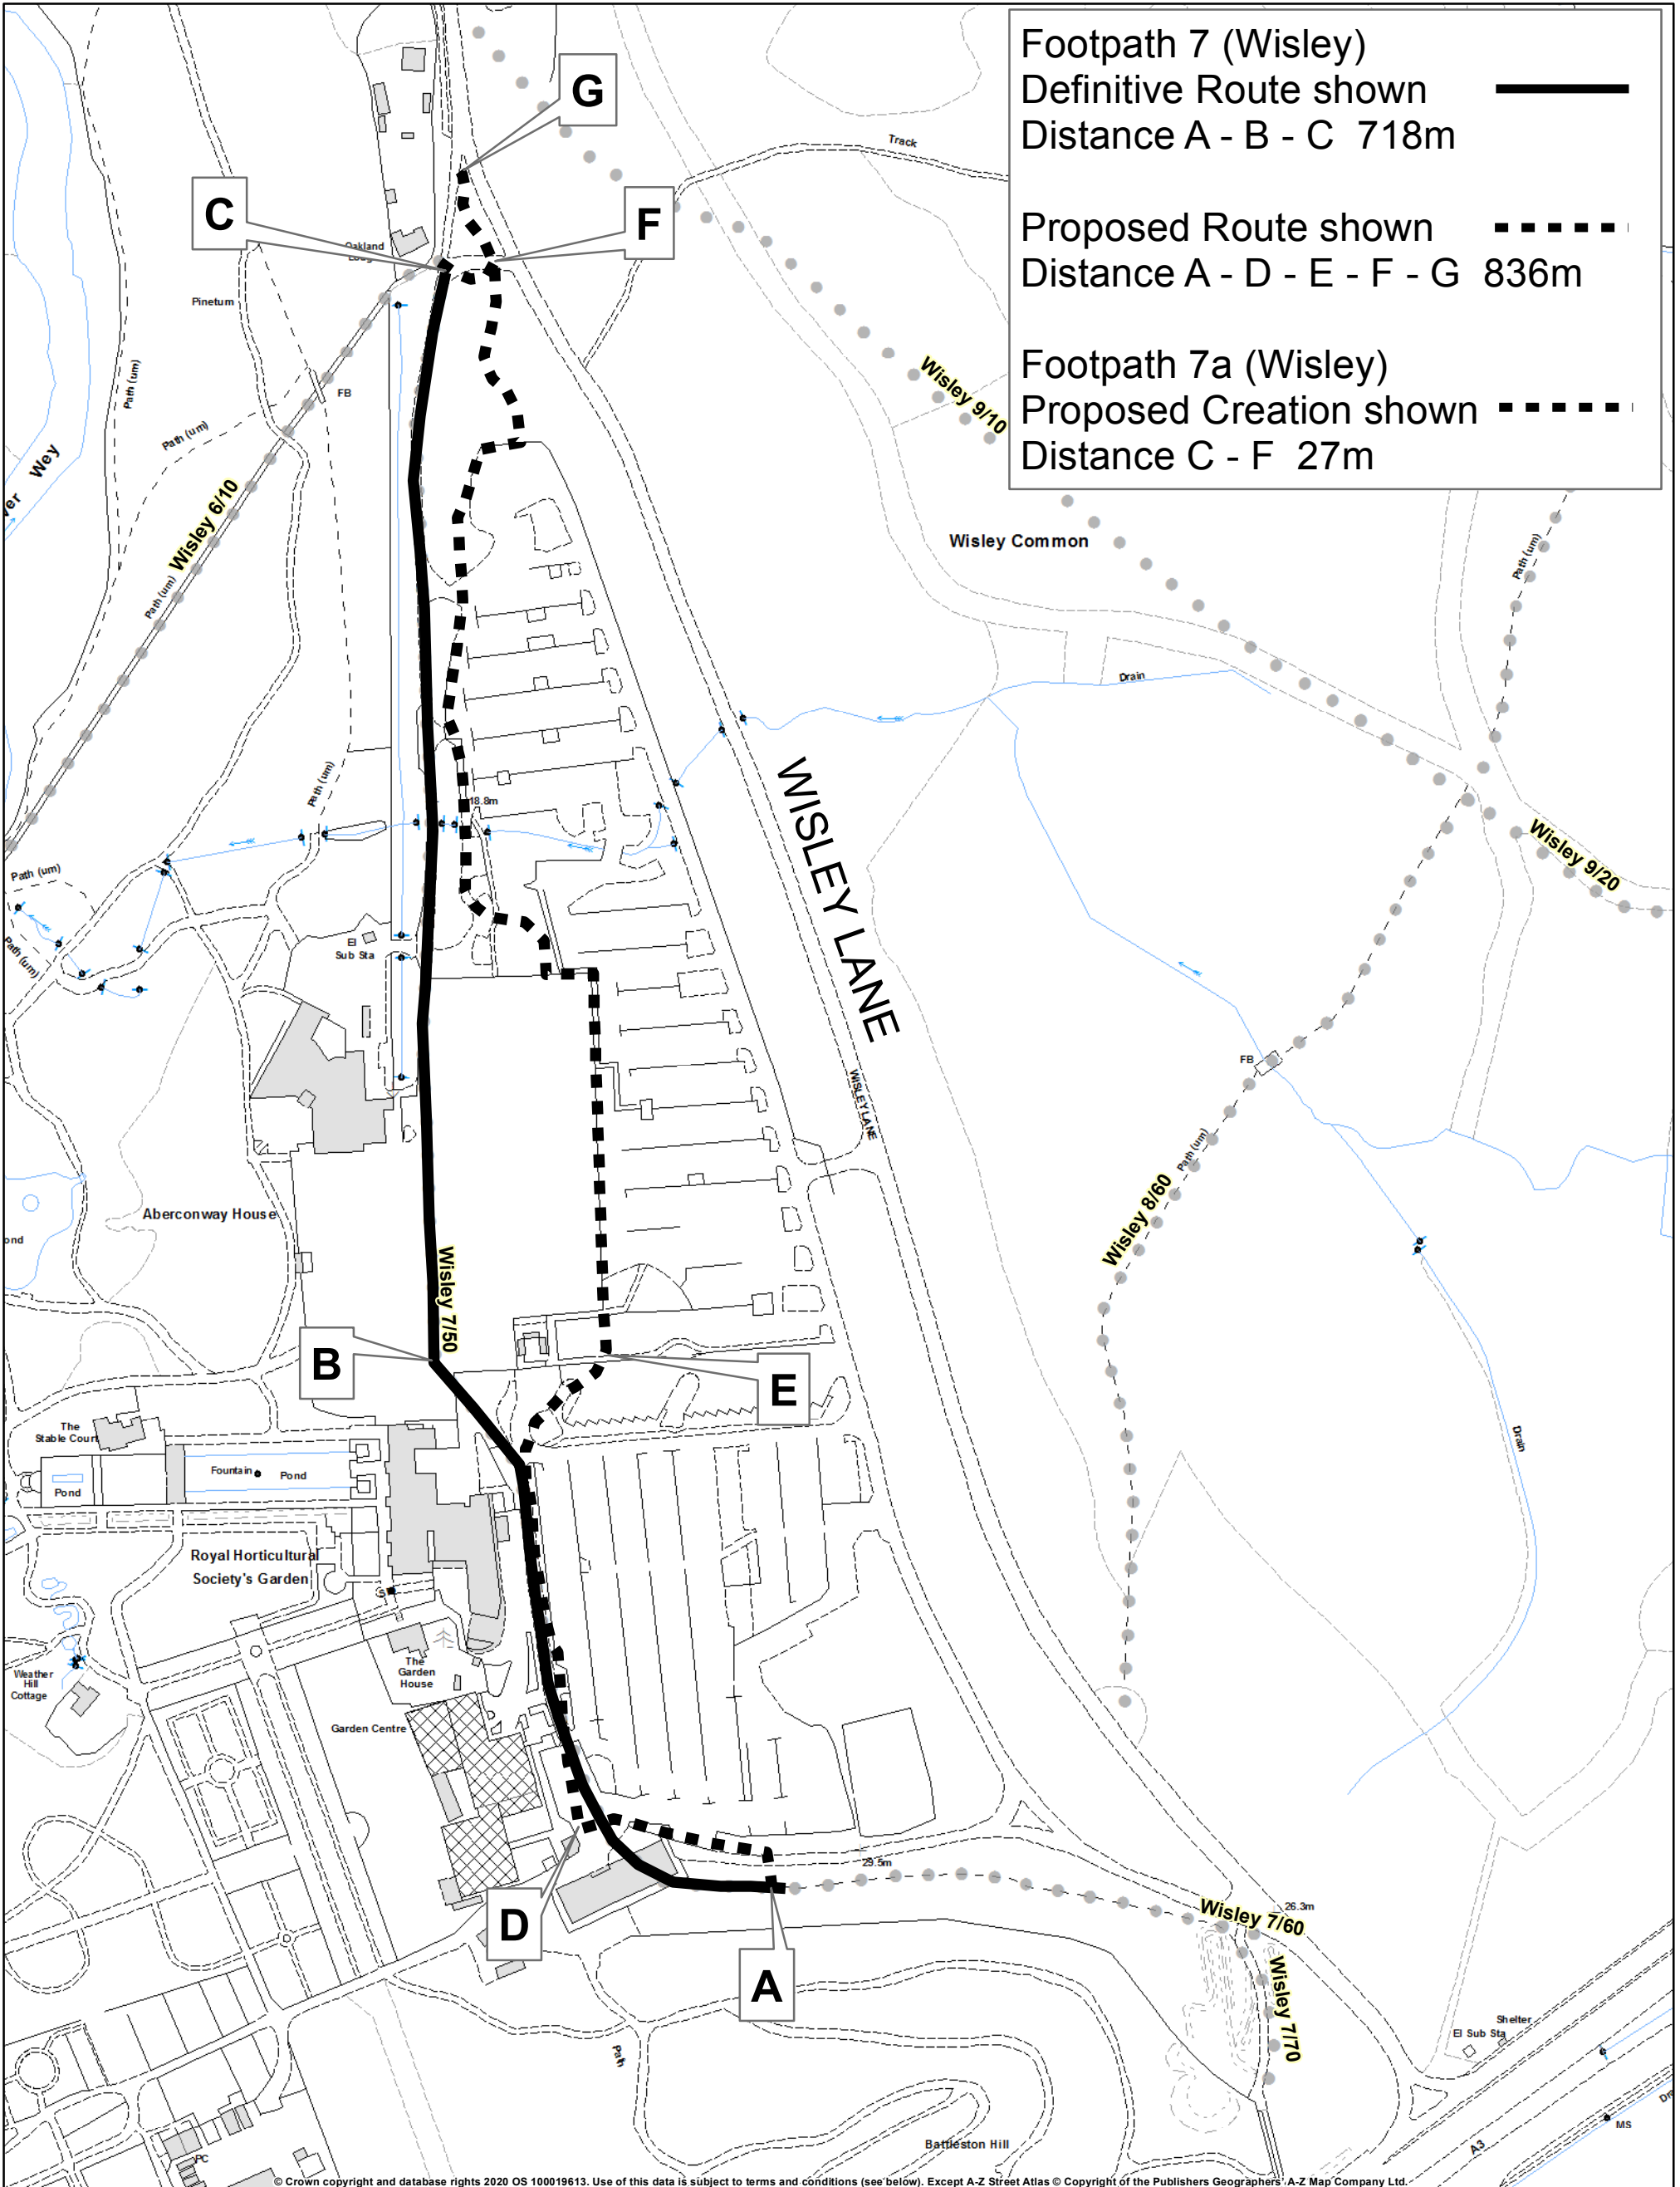 Footpath 7 (Wisley)
Definitive Route shown
Distance A - B - C 718m
Proposed Route shown
Distance A - D - E - F - G 836m
Footpath 7a (Wisley)
Proposed Creation shown
Distance C - F 27m
G
Track
C
F
Oakland
Pinetum
Path (um)
FB
Wisley 9/10
Path (um)
Wey
Wisley 6/10
Path (um)
Wisley Common
Path (um)
Drain
WISLEY LANE
Path (um)
18.8m
Wisley 9/20
Path (um)
Path (um)
El
Sub Sta
FB
WISLEY LANE
Path (um)
Wisley 8/60
Aberconway House
ond
Wisley 7/50
B
E
The
Stable Court
Fountain
Pond
Pond
Drain
Royal Horticultural
Society's Garden
The
Garden
House
Weather
Hill
Cottage
Garden Centre
29.5m
D
A
Wisley 7/60
26.3m
Wisley 7/70
Shelter
El Sub Sta
Path
MS
A3
Battleston Hill
PC
© Crown copyright and database rights 2020 OS 100019613. Use of this data is subject to terms and conditions (see below). Except A-Z Street Atlas © Copyright of the Publishers Geographers' A-Z Map Company Ltd.